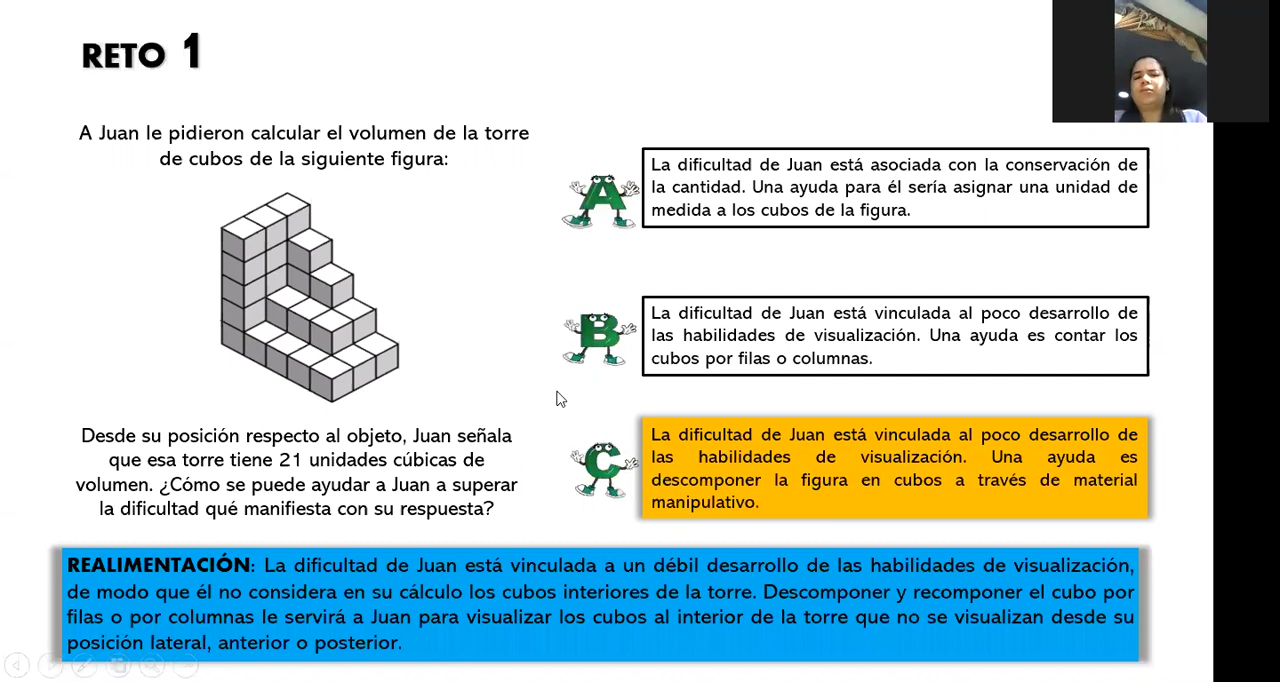 RETO 1
A Juan le pidieron calcular el volumen de la torre
de cubos de la siguiente figura:
Desde su posición respecto al objeto, Juan señala
que esa torre tiene 21 unidades cúbicas de
volumen. ¿Cómo se puede ayudar a Juan a superar
la dificultad qué manifiesta con su respuesta?
A
La dificultad de Juan está asociada con la conservación de
la cantidad. Una ayuda para él sería asignar una unidad de
medida a los cubos de la figura.
B
La dificultad de Juan está vinculada al poco desarrollo de
las habilidades de visualización. Una ayuda es contar los
cubos por filas o columnas.
C
La dificultad de Juan está vinculada al poco desarrollo de
las habilidades de visualización. Una ayuda es
descomponer la figura en cubos a través de material
manipulativo.
REALIMENTACIÓN: La dificultad de Juan está vinculada a un débil desarrollo de las habilidades de visualización,
de modo que él no considera en su cálculo los cubos interiores de la torre. Descomponer y recomponer el cubo por
filas o por columnas le servirá a Juan para visualizar los cubos al interior de la torre que no se visualizan desde su
posición lateral, anterior o posterior.